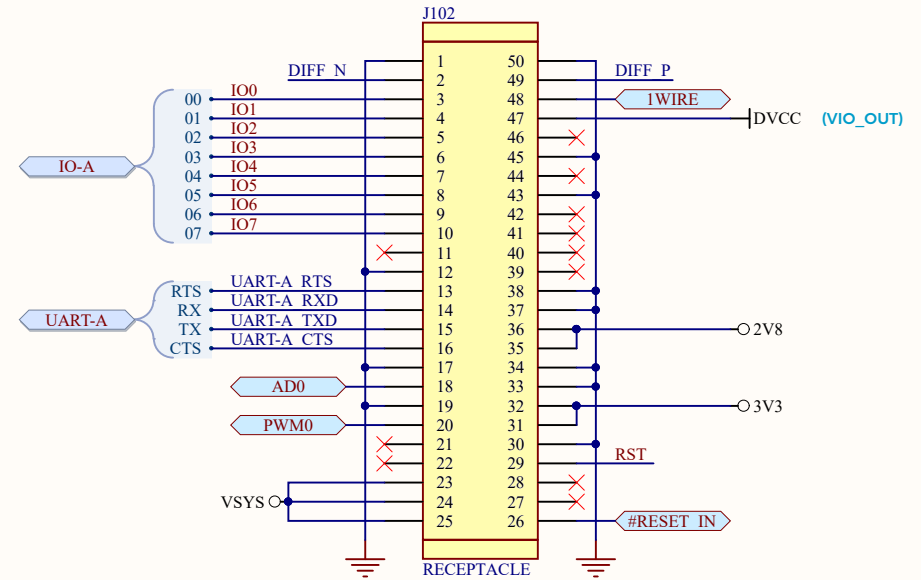 J102
1 50
DIFF_N 2 49 DIFF_P
00 IO0 3 48 1WIRE
01 IO1 4 47 DVCC (VIO_OUT)
02 IO2 5 46
03 IO3 6 45
IO-A
04 IO4 7 44
05 IO5 8 43
06 IO6 9 42
07 IO7 10 41
11 40
12 39
RTS UART-A_RTS 13 38
RX UART-A_RXD 14 37
UART-A
TX UART-A_TXD 15 36 2V8
CTS UART-A_CTS 16 35
17 34
AD0 18 33
19 32 3V3
PWM0 20 31
21 30
22 29 RST
23 28
VSYS 24 27
25 26 #RESET_IN
RECEPTACLE